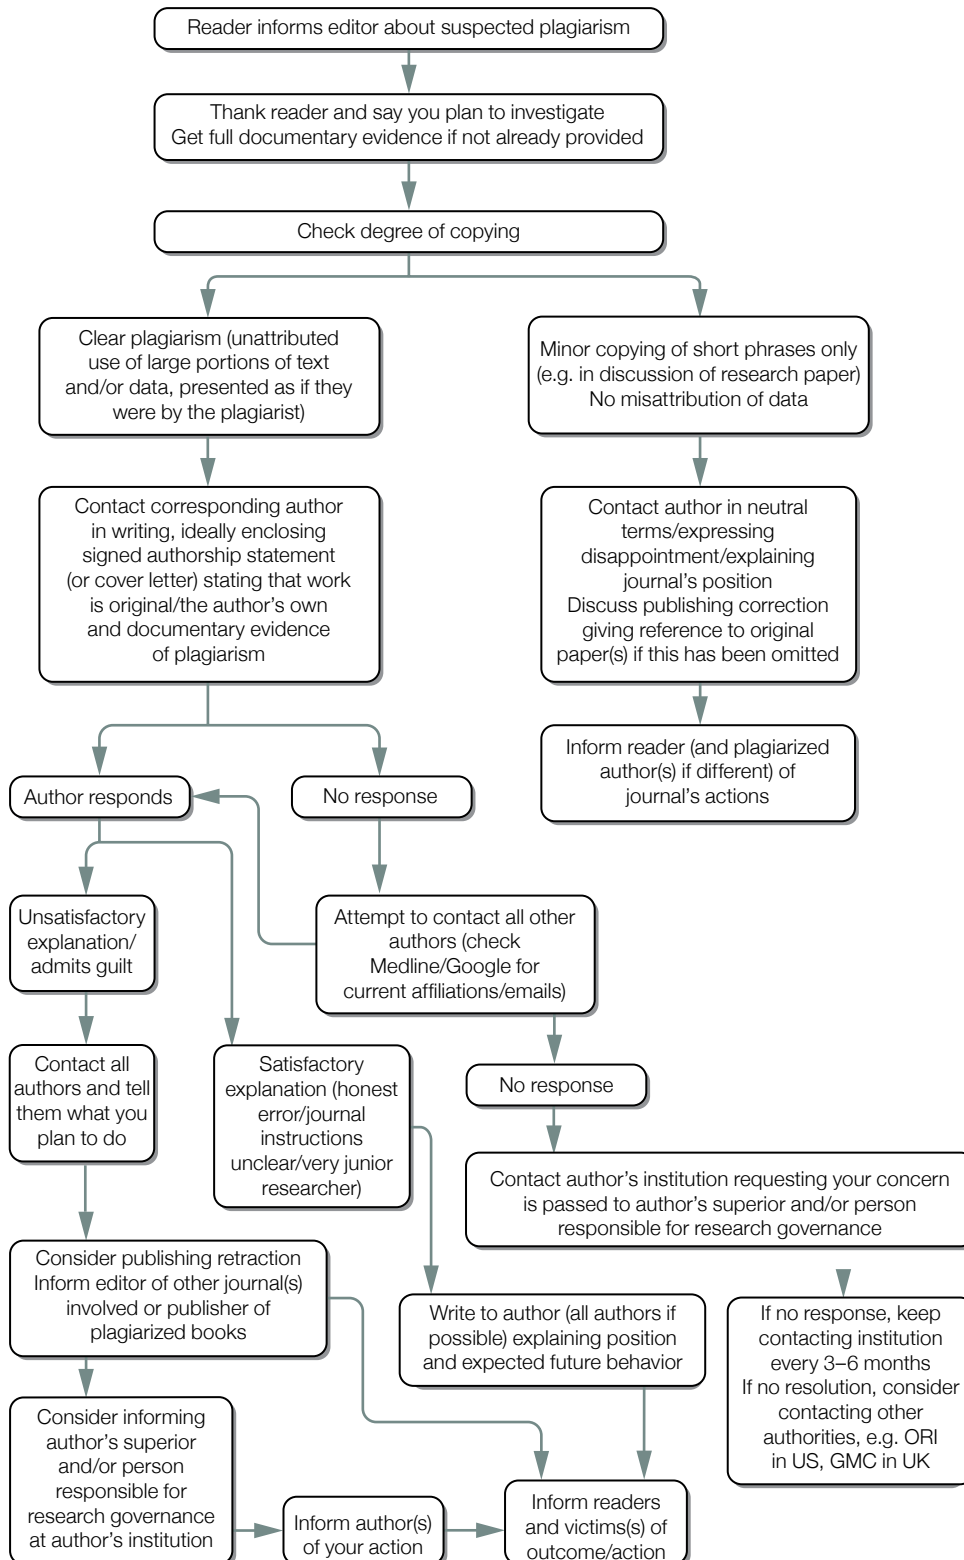 Reader informs editor about suspected plagiarism
Thank reader and say you plan to investigate
Get full documentary evidence if not already provided
Check degree of copying
Clear plagiarism (unattributed
use of large portions of text
and/or data, presented as if they
were by the plagiarist)
Minor copying of short phrases only
(e.g. in discussion of research paper)
No misattribution of data
Contact corresponding author
in writing, ideally enclosing
signed authorship statement
(or cover letter) stating that work
is original/the author's own
and documentary evidence
of plagiarism
Contact author in neutral
terms/expressing
disappointment/explaining
journal's position
Discuss publishing correction
giving reference to original
paper(s) if this has been omitted
Inform reader (and plagiarized
author(s) if different) of
journal's actions
Author responds
No response
Unsatisfactory
explanation/
admits guilt
Attempt to contact all other
authors (check
Medline/Google for
current affiliations/emails)
Contact all
authors and tell
them what you
plan to do
Satisfactory
explanation (honest
error/journal
instructions
unclear/very junior
researcher)
No response
Contact author's institution requesting your concern
is passed to author's superior and/or person
responsible for research governance
Consider publishing retraction
Inform editor of other journal(s)
involved or publisher of
plagiarized books
Write to author (all authors if
possible) explaining position
and expected future behavior
If no response, keep
contacting institution
every 3–6 months
If no resolution, consider
contacting other
authorities, e.g. ORI
in US, GMC in UK
Consider informing
author's superior
and/or person
responsible for
research governance
at author's institution
Inform author(s)
of your action
Inform readers
and victims(s) of
outcome/action